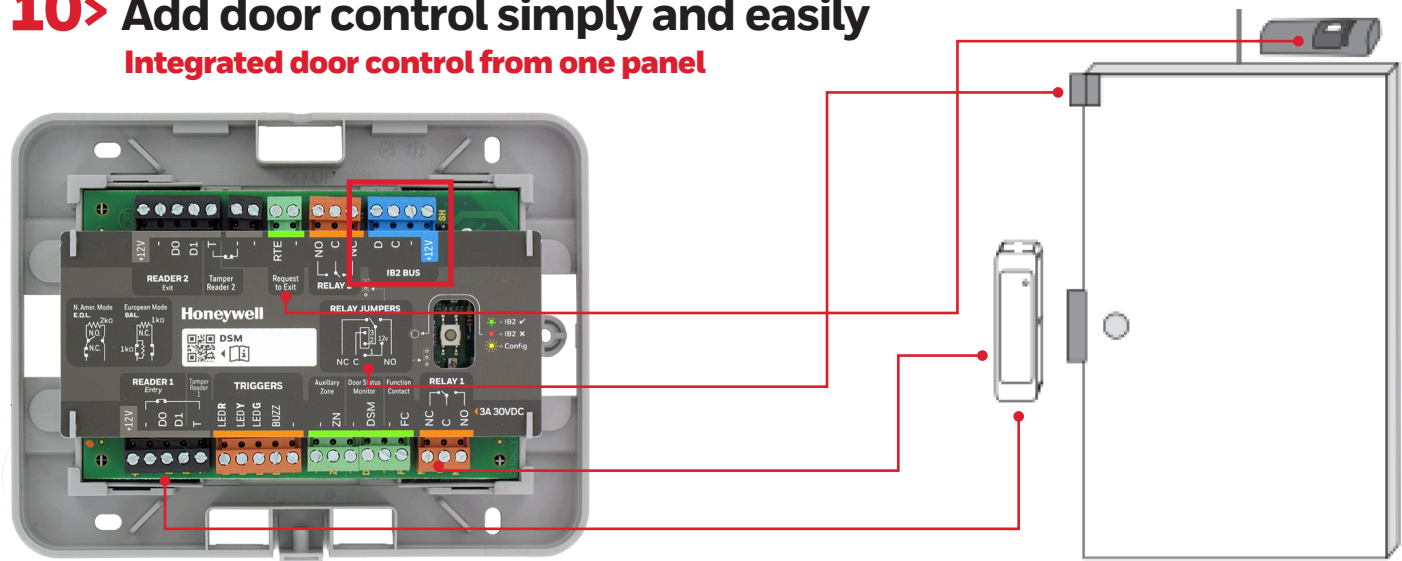 10> Add door control simply and easily
Integrated door control from one panel
+12V - D0 D1 T - - RTE - NO C NC D C - +12V
SH
READER 2
Exit
Tamper
Reader 2
Request
to Exit
RELAY
IB2 BUS
N. Amer. Mode
E.O.L.
2kΩ
N.O.
N.C.
European Mode
BAL.
1kΩ
N.C.
1kΩ
Honeywell
DSM
i
RELAY JUMPERS
3
2
1
12v
NC C NO
- IB2 ✔
- IB2 ✕
- Config
READER 1
Entry
Tamper
Reader
1
TRIGGERS
Auxillary
Zone
Door Status
Monitor
Function
Contact
RELAY 1
+12V - D0 D1 T LEDR LEDY LEDG BUZZ - ZN - DSM - FC NC C NO
3A 30VDC
UP